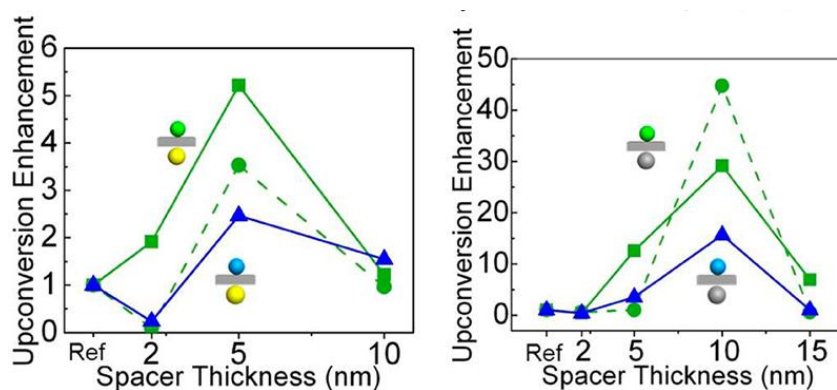 Upconversion Enhancement
6
5
4
3
2
1
0
Ref 2 5 10
Spacer Thickness (nm)
Upconversion Enhancement
50
40
30
20
10
0
Ref 2 5 10 15
Spacer Thickness (nm)